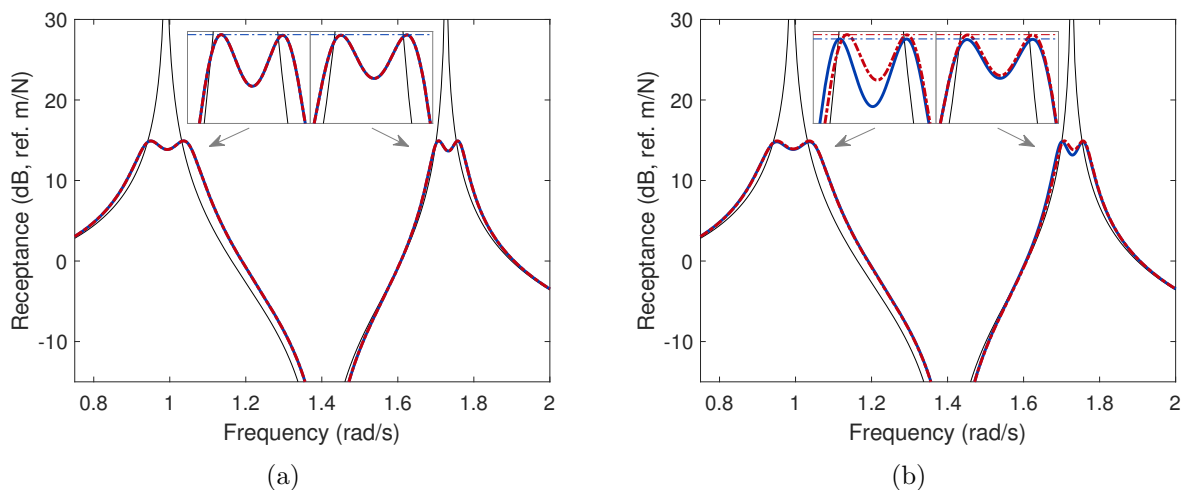 30
20
10
0
-10
0.8 1 1.2 1.4 1.6 1.8 2
Receptance (dB, ref. m/N)
Frequency (rad/s)
(a)
30
20
10
0
-10
0.8 1 1.2 1.4 1.6 1.8 2
Receptance (dB, ref. m/N)
Frequency (rad/s)
(b)